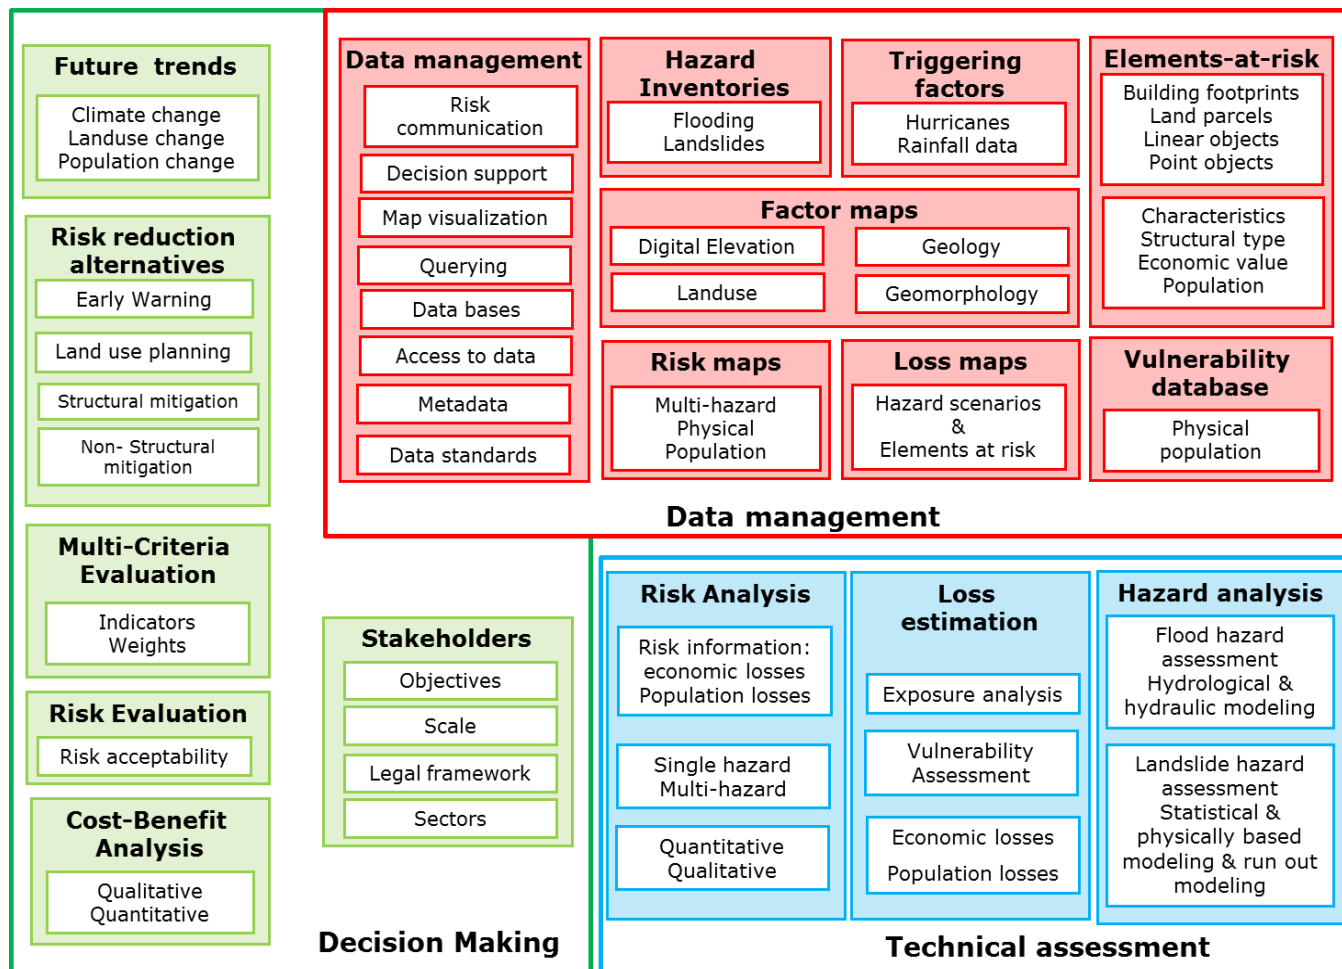 Future trends
Climate change
Landuse change
Population change
Risk reduction
alternatives
Early Warning
Land use planning
Structural mitigation
Non- Structural
mitigation
Multi-Criteria
Evaluation
Indicators
Weights
Risk Evaluation
Risk acceptability
Cost-Benefit
Analysis
Qualitative
Quantitative
Stakeholders
Objectives
Scale
Legal framework
Sectors
Decision Making
Data management
Risk
communication
Decision support
Map visualization
Querying
Data bases
Access to data
Metadata
Data standards
Hazard
Inventories
Flooding
Landslides
Triggering
factors
Hurricanes
Rainfall data
Elements-at-risk
Building footprints
Land parcels
Linear objects
Point objects
Characteristics
Structural type
Economic value
Population
Factor maps
Digital Elevation
Geology
Landuse
Geomorphology
Risk maps
Multi-hazard
Physical
Population
Loss maps
Hazard scenarios
&
Elements at risk
Vulnerability
database
Physical
population
Data management
Risk Analysis
Risk information:
economic losses
Population losses
Single hazard
Multi-hazard
Quantitative
Qualitative
Loss
estimation
Exposure analysis
Vulnerability
Assessment
Economic losses
Population losses
Hazard analysis
Flood hazard
assessment
Hydrological &
hydraulic modeling
Landslide hazard
assessment
Statistical &
physically based
modeling & run out
modeling
Technical assessment